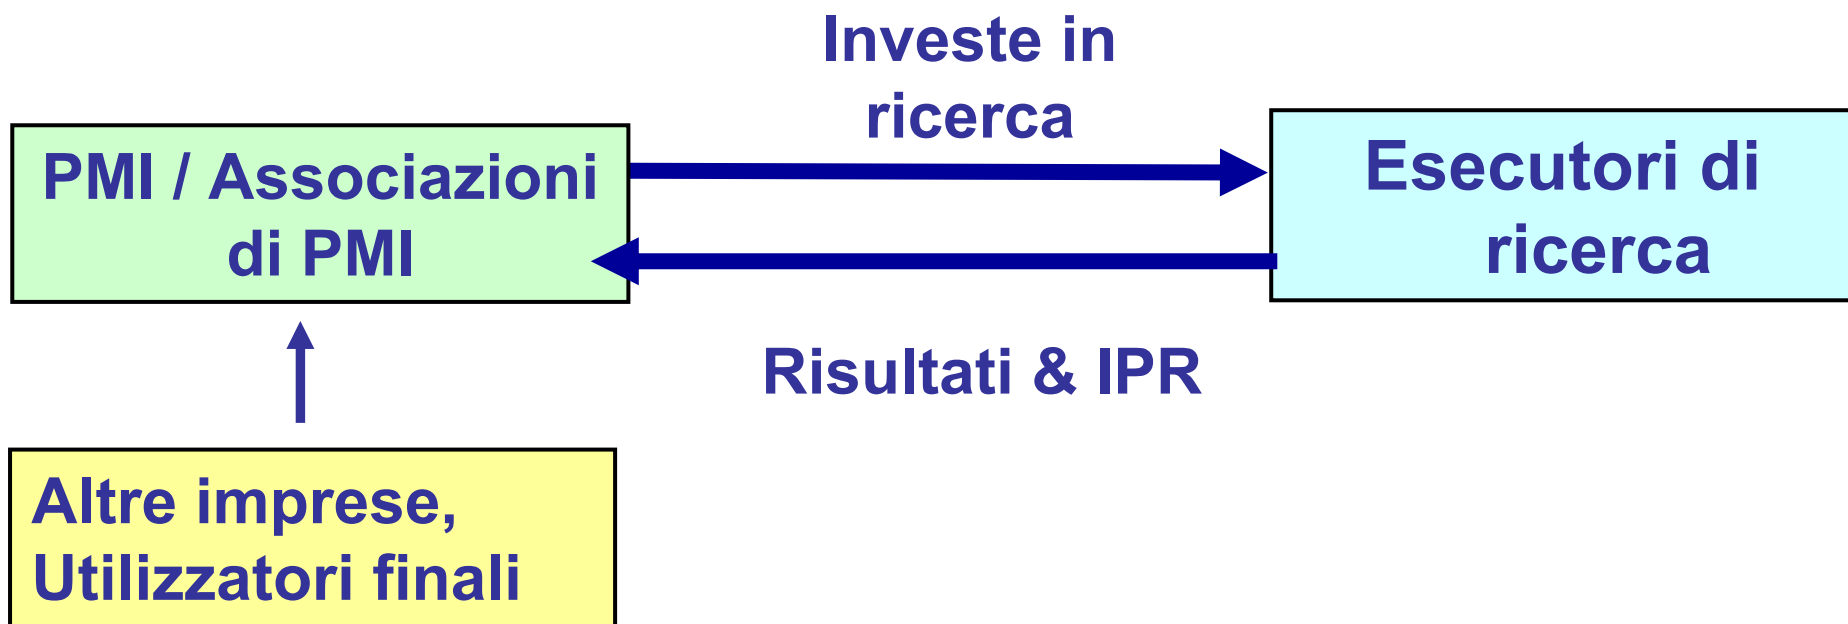 Investe in
ricerca
PMI / Associazioni
di PMI
Esecutori di
ricerca
Risultati & IPR
Altre imprese,
Utilizzatori finali